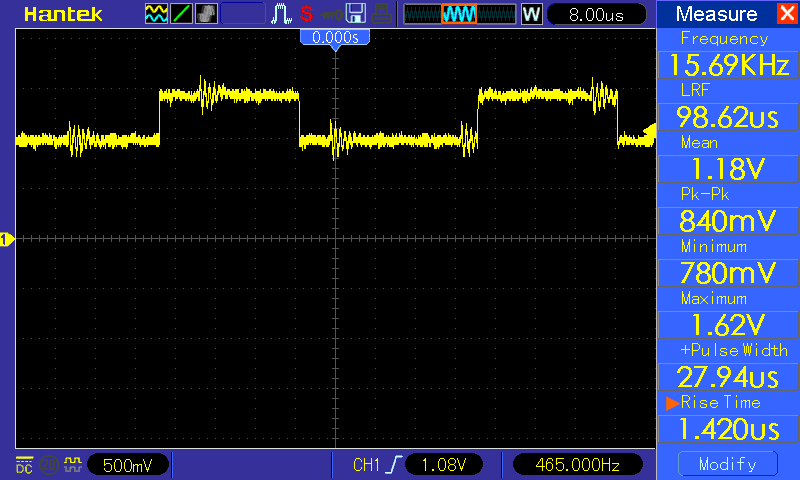 Hantek S W 8.00us Measure
0.000s
Frequency
15.69KHz
LRF
98.62us
Mean
1.18V
Pk-Pk
840mV
1
Minimum
780mV
Maximum
1.62V
+Pulse Width
27.94us
Rise Time
1.420us
DC 500mV CH1 1.08V 465.000Hz Modify